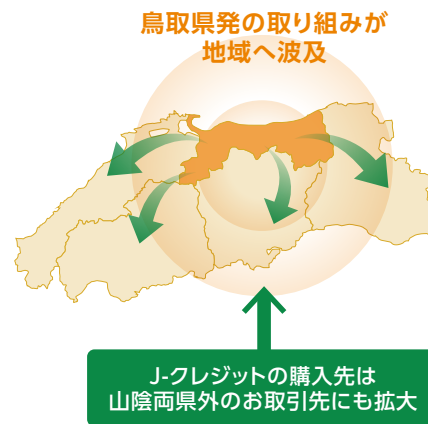 鳥取県発の取り組みが
地域へ波及
J-クレジットの購入先は
山陰両県外のお取引先にも拡大